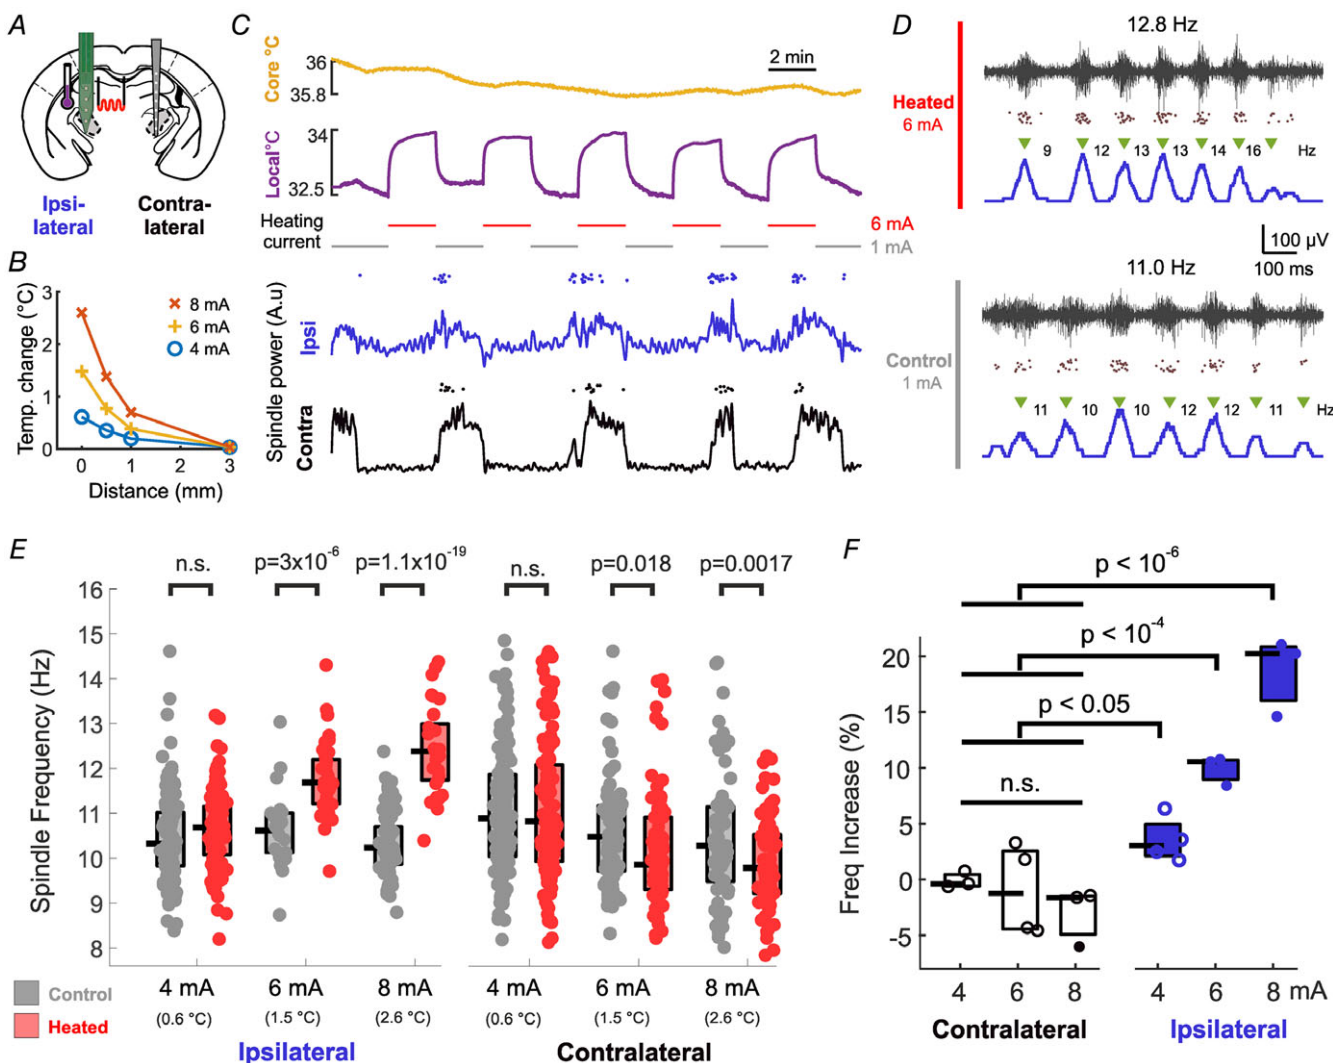 A
Ipsi-
lateral
Contra-
lateral
B
Temp. change (°C)
3
2
1
0
8 mA
6 mA
4 mA
0
1
2
3
Distance (mm)
C
Core °C
36
35.8
2 min
Local°C
34
32.5
Heating
current
6 mA
1 mA
Spindle power (A.u)
Ipsi
Contra
D
12.8 Hz
Heated
6 mA
9 12 13 13 14 16 Hz
100 µV
100 ms
11.0 Hz
Control
1 mA
11 10 10 12 12 11 Hz
E
n.s. p=3x10-6 p=1.1x10-19 n.s. p=0.018 p=0.0017
Spindle Frequency (Hz)
16
15
14
13
12
11
10
9
8
4 mA 6 mA 8 mA 4 mA 6 mA 8 mA
(0.6 °C) (1.5 °C) (2.6 °C) (0.6 °C) (1.5 °C) (2.6 °C)
Control
Heated
Ipsilateral
Contralateral
F
p < 10-6
p < 10-4
p < 0.05
n.s.
Freq Increase (%)
20
15
10
5
0
-5
4 6 8 4 6 8 mA
Contralateral
Ipsilateral